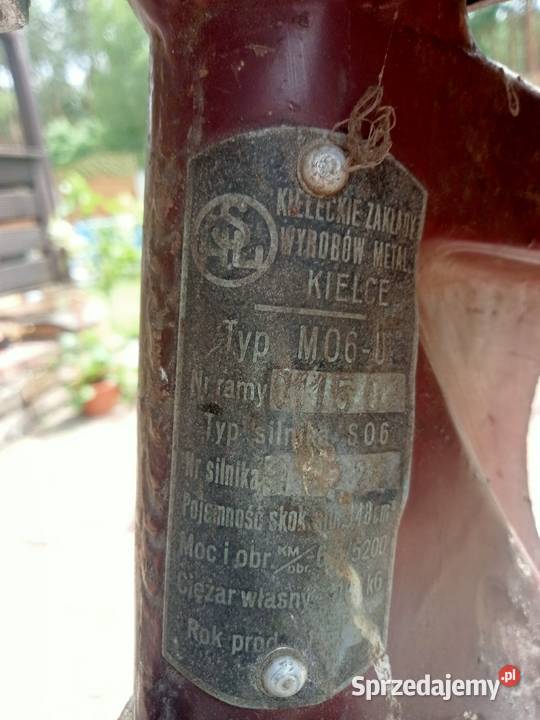 SHL
KIELECKIE ZAKŁADY
WYROBÓW METAL.
KIELCE
Typ M06-U
Nr ramy
Typ silnika S06
Nr silnika
Pojemność skok.
Moc i obr KM/obr. 5200
Ciężar własny kG
Rok prod.
Sprzedajemy.pl